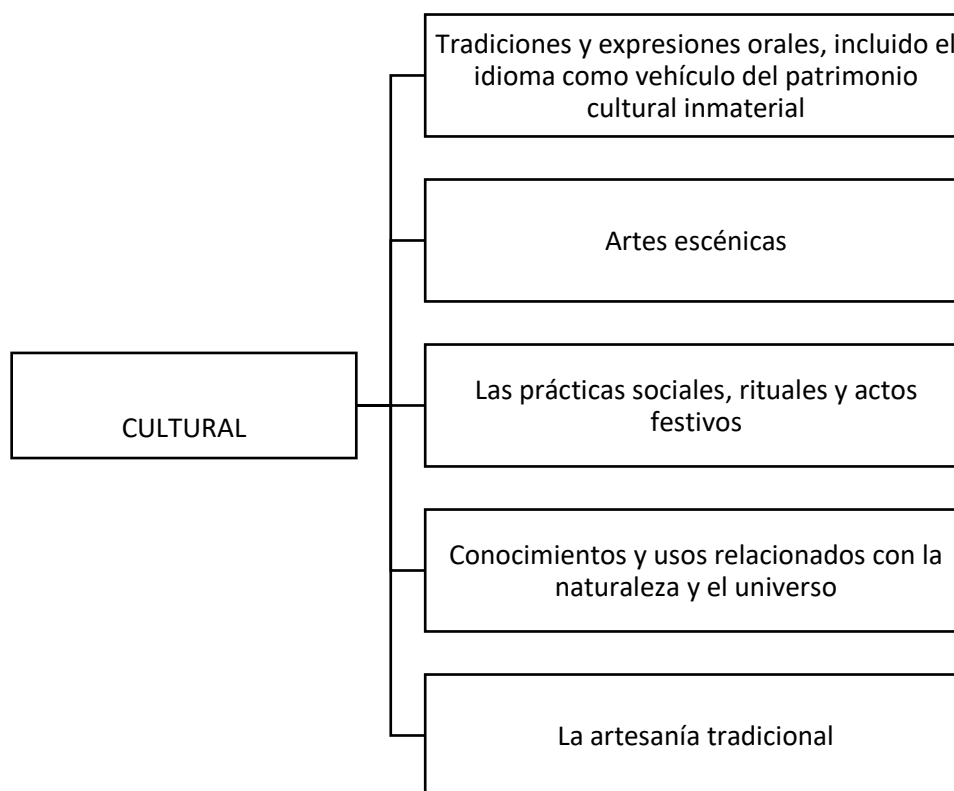 Tradiciones y expresiones orales, incluido el
idioma como vehículo del patrimonio
cultural inmaterial
Artes escénicas
Las prácticas sociales, rituales y actos
festivos
CULTURAL
Conocimientos y usos relacionados con la
naturaleza y el universo
La artesanía tradicional